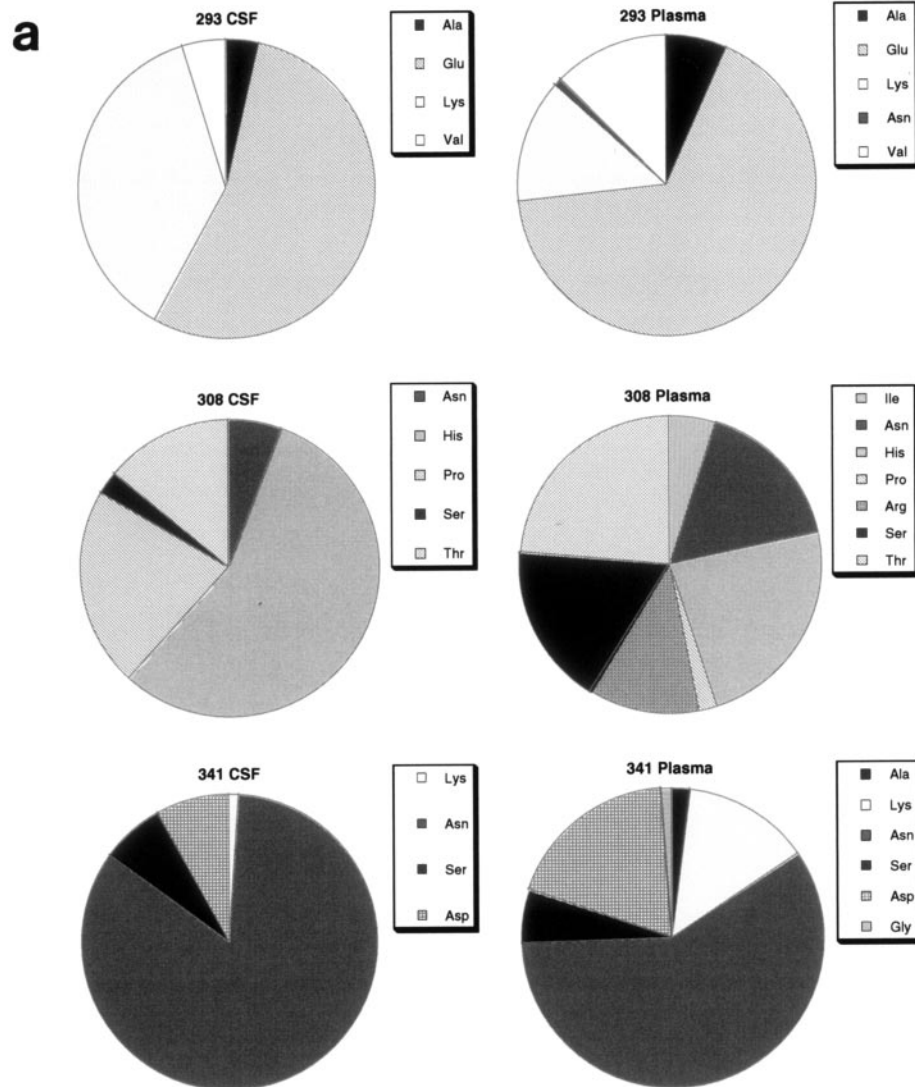 a
293 CSF
Ala
Glu
Lys
Val
293 Plasma
Ala
Glu
Lys
Asn
Val
308 CSF
Asn
His
Pro
Ser
Thr
308 Plasma
Ile
Asn
His
Pro
Arg
Ser
Thr
341 CSF
Lys
Asn
Ser
Asp
341 Plasma
Ala
Lys
Asn
Ser
Asp
Gly